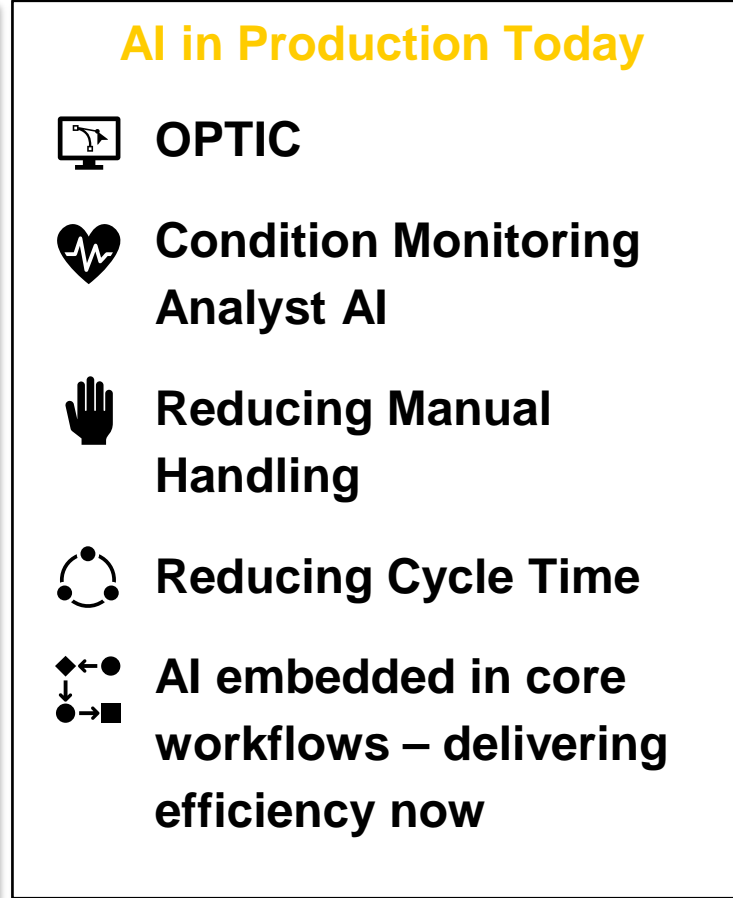 AI in Production Today
OPTIC
Condition Monitoring
Analyst AI
Reducing Manual
Handling
Reducing Cycle Time
AI embedded in core
workflows – delivering
efficiency now